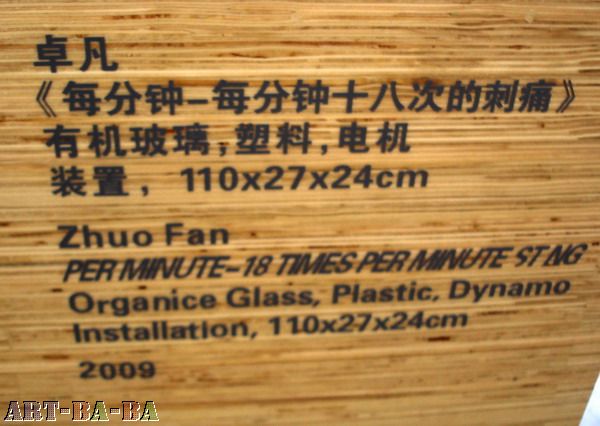 卓凡
《每分钟-每分钟十八次的刺痛》
有机玻璃,塑料,电机
装置，110x27x24cm
Zhuo Fan
PER MINUTE-18 TIMES PER MINUTE STING
Organice Glass, Plastic, Dynamo
Installation, 110x27x24cm
2009
ART-BA-BA